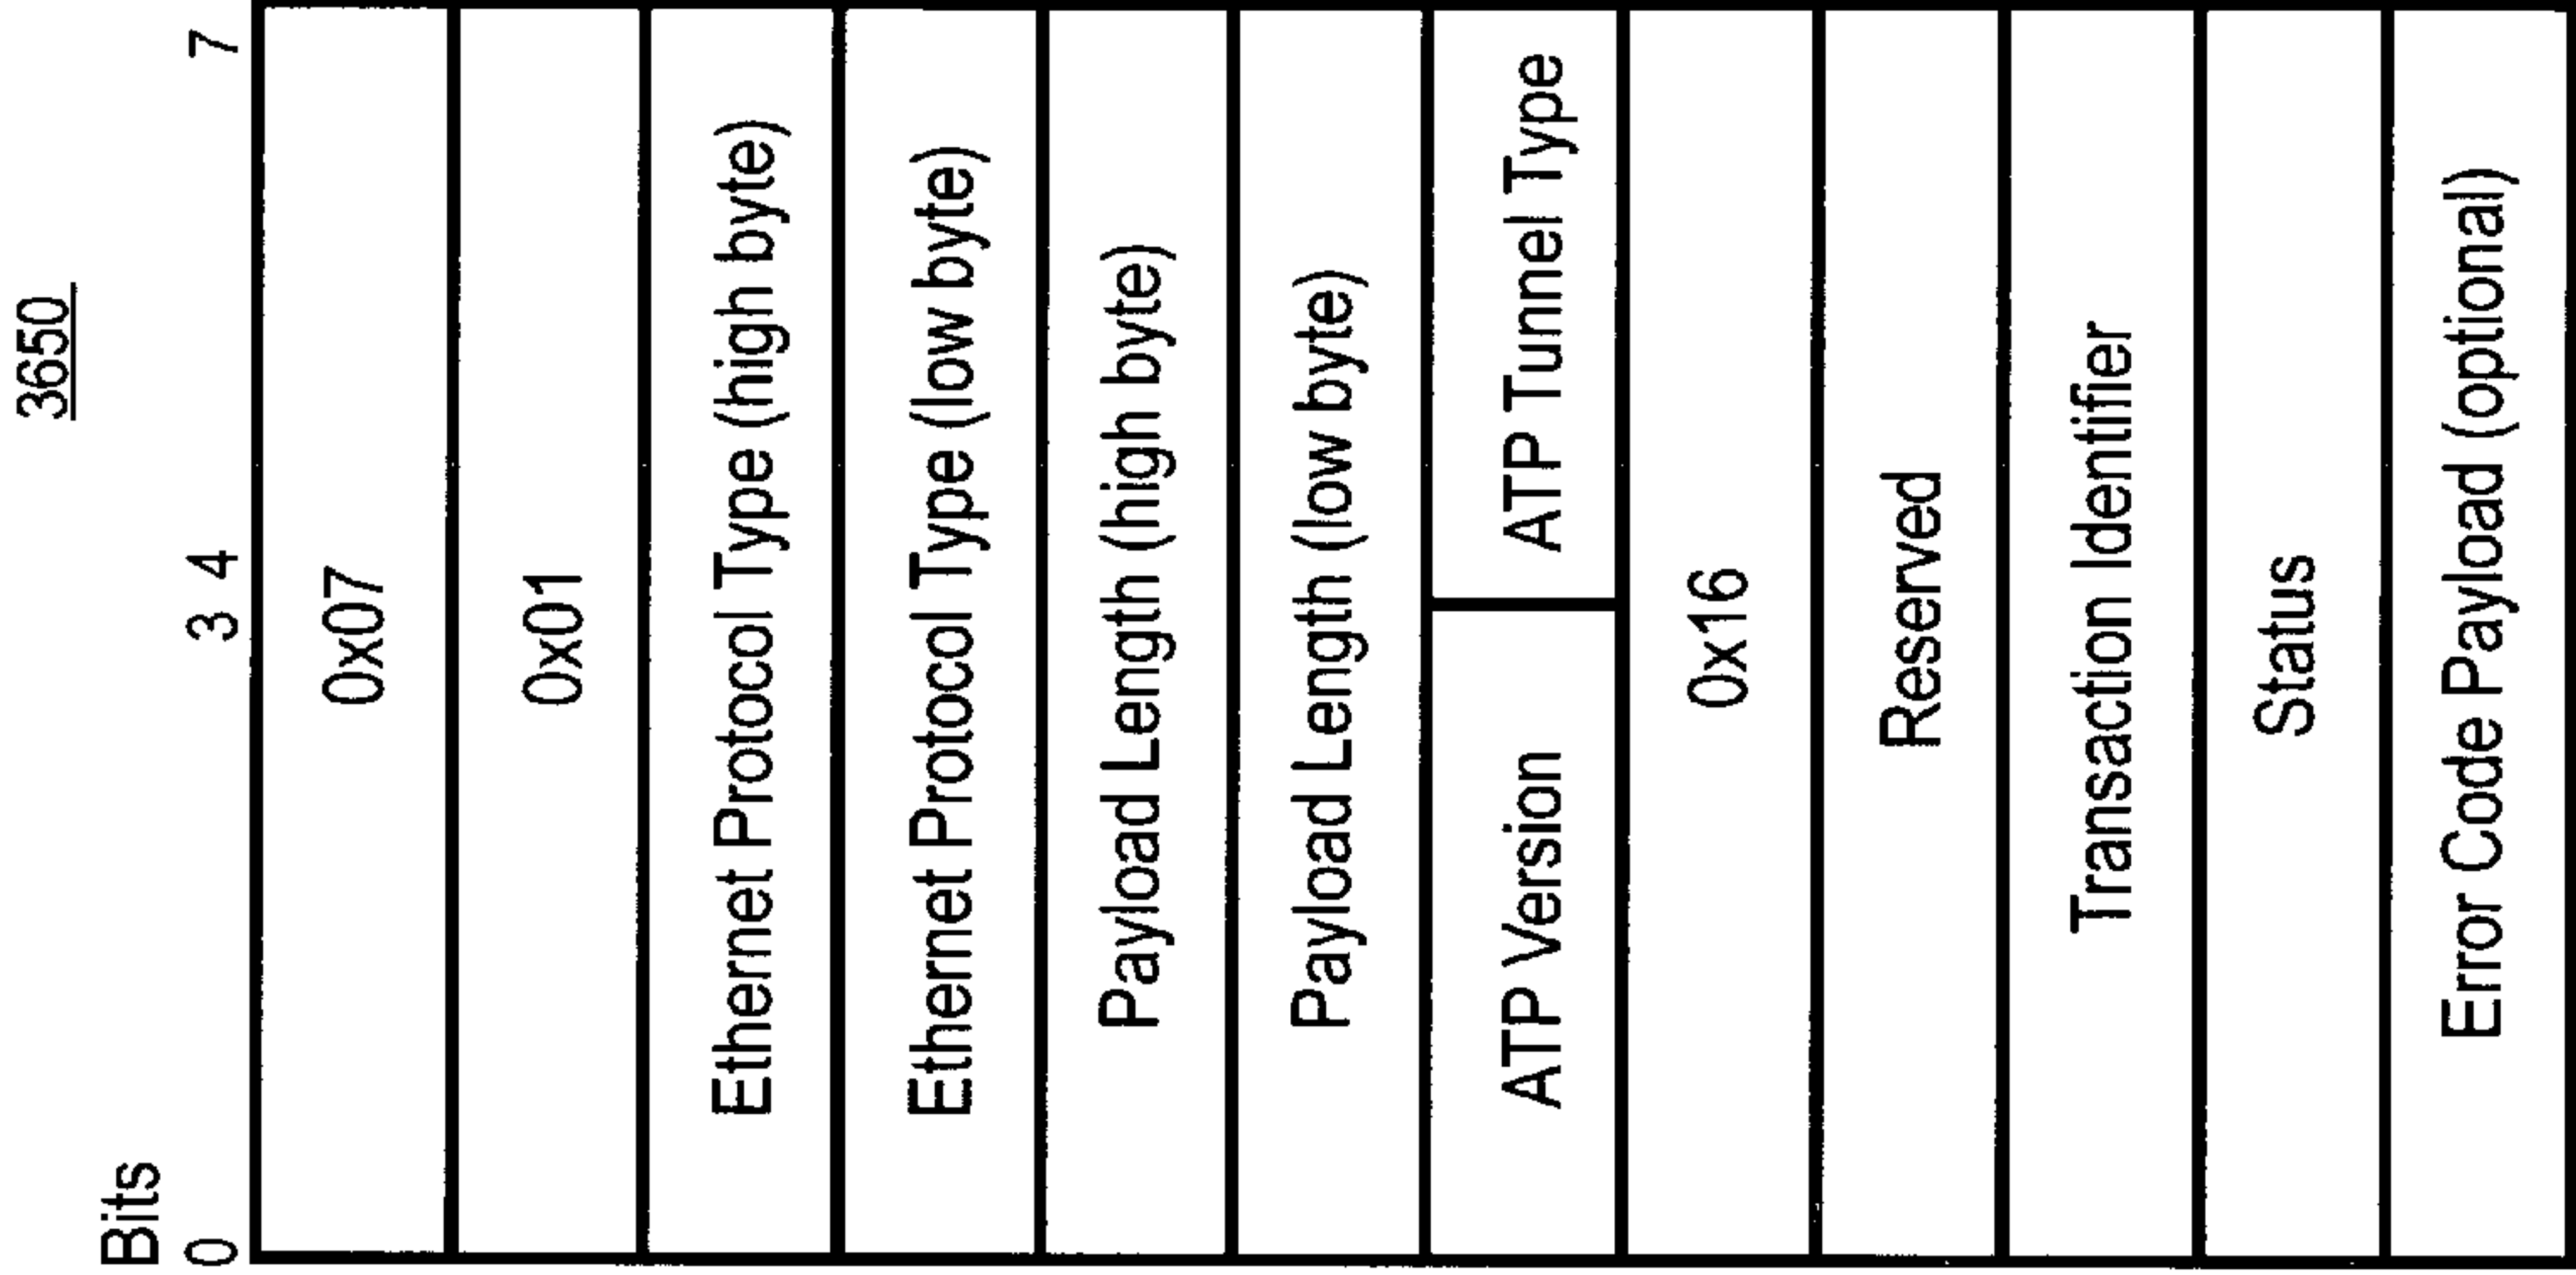 3650
Bits
0 3 4 7
0x07
0x01
Ethernet Protocol Type (high byte)
Ethernet Protocol Type (low byte)
Payload Length (high byte)
Payload Length (low byte)
ATP Version ATP Tunnel Type
0x16
Reserved
Transaction Identifier
Status
Error Code Payload (optional)